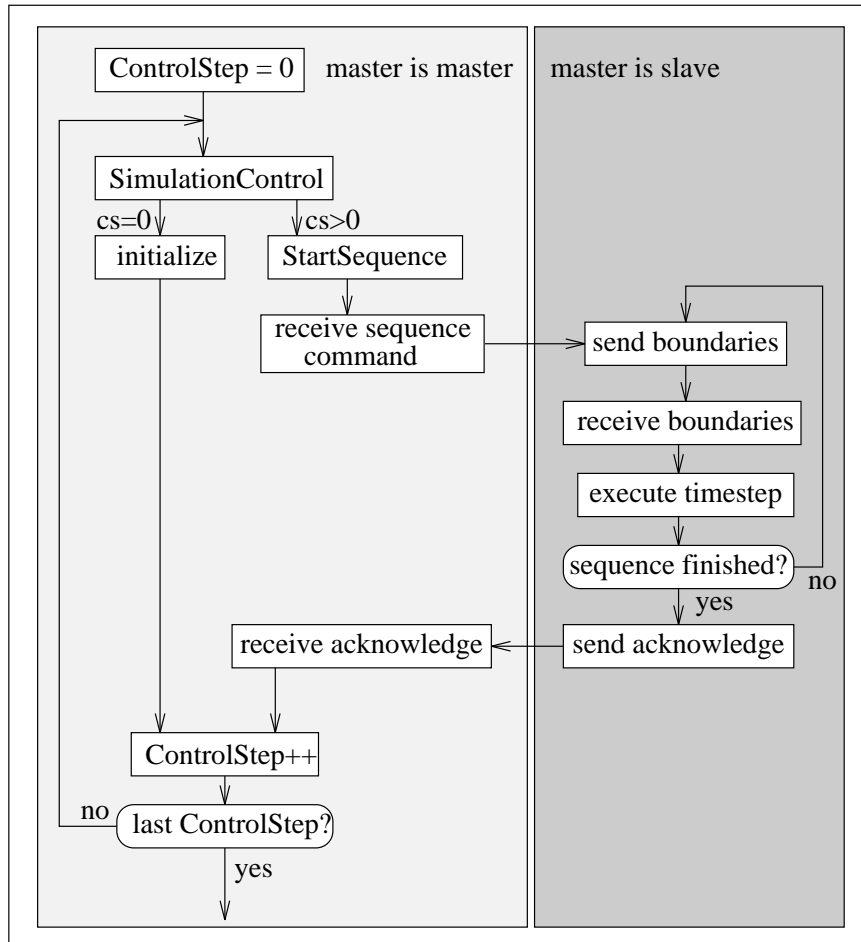 ControlStep = 0
master is master
master is slave
SimulationControl
cs=0
cs>0
initialize
StartSequence
receive sequence
command
send boundaries
receive boundaries
execute timestep
sequence finished?
no
yes
receive acknowledge
send acknowledge
ControlStep++
no
last ControlStep?
yes